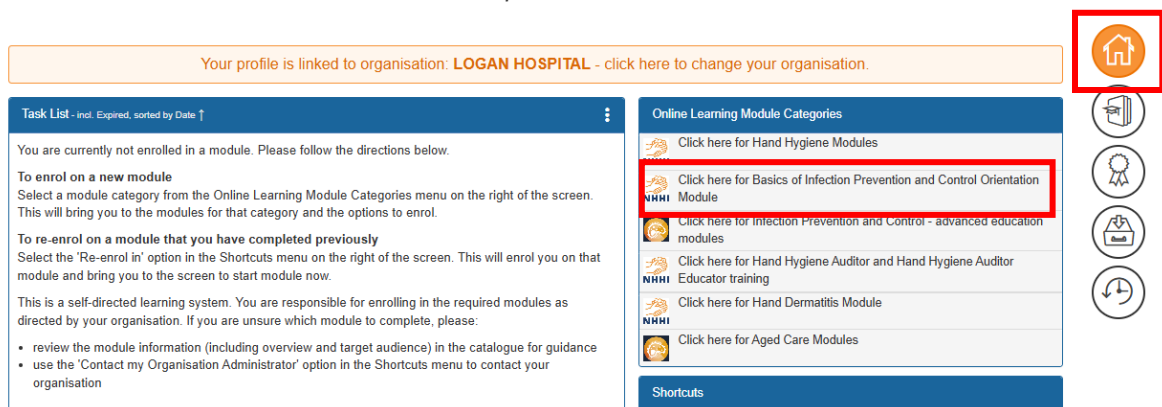 Your profile is linked to organisation: LOGAN HOSPITAL - click here to change your organisation.
Task List - incl. Expired, sorted by Date ↑
You are currently not enrolled in a module. Please follow the directions below.
To enrol on a new module
Select a module category from the Online Learning Module Categories menu on the right of the screen.
This will bring you to the modules for that category and the options to enrol.
To re-enrol on a module that you have completed previously
Select the 'Re-enrol in' option in the Shortcuts menu on the right of the screen. This will enrol you on that
module and bring you to the screen to start module now.
This is a self-directed learning system. You are responsible for enrolling in the required modules as
directed by your organisation. If you are unsure which module to complete, please:
• review the module information (including overview and target audience) in the catalogue for guidance
• use the 'Contact my Organisation Administrator' option in the Shortcuts menu to contact your
organisation
Online Learning Module Categories
Click here for Hand Hygiene Modules
Click here for Basics of Infection Prevention and Control Orientation
NHHI Module
Click here for Infection Prevention and Control - advanced education
modules
Click here for Hand Hygiene Auditor and Hand Hygiene Auditor
NHHI Educator training
Click here for Hand Dermatitis Module
NHHI
Click here for Aged Care Modules
Shortcuts